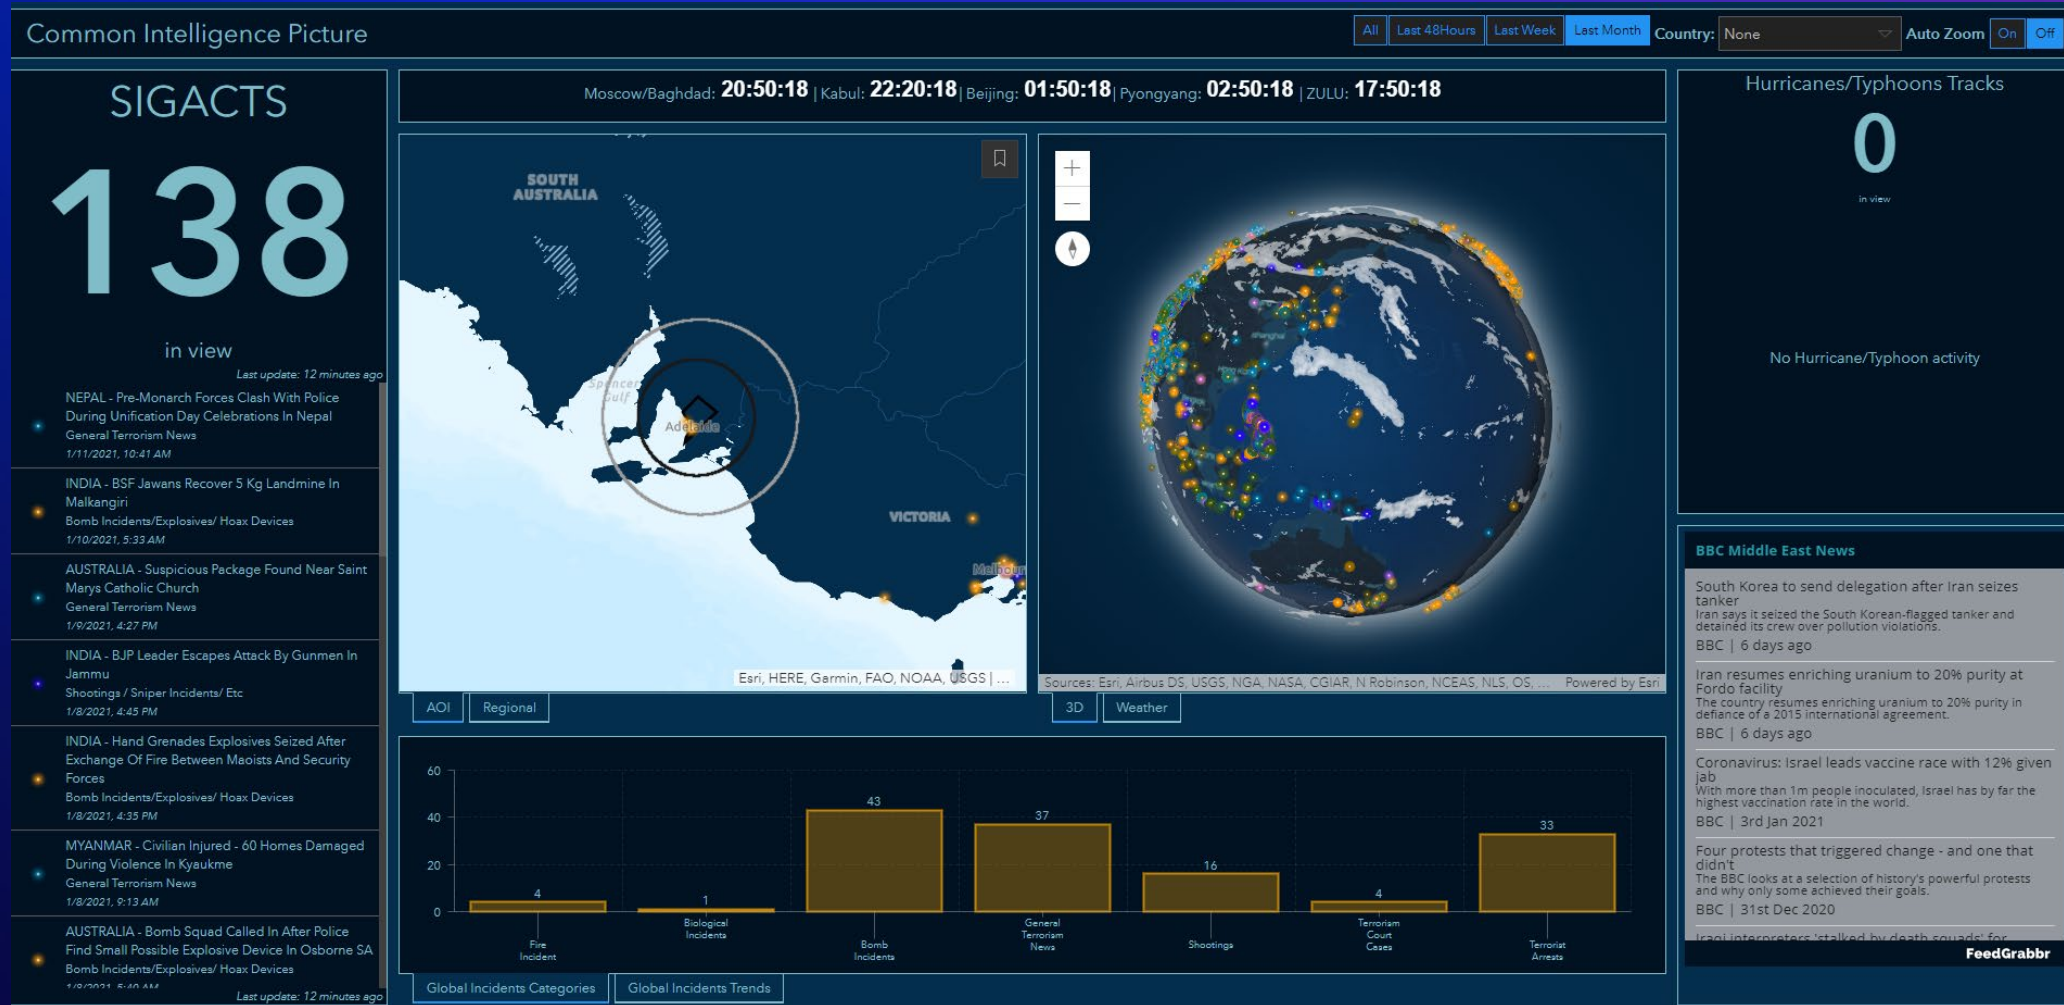 Common Intelligence Picture
All
Last 48Hours
Last Week
Last Month
Country:
None
Auto Zoom
On
Off
SIGACTS
138
in view
Last update: 12 minutes ago
NEPAL - Pre-Monarch Forces Clash With Police
During Unification Day Celebrations In Nepal
General Terrorism News
1/11/2021, 10:41 AM
INDIA - BSF Jawans Recover 5 Kg Landmine In
Malkangiri
Bomb Incidents/Explosives/ Hoax Devices
1/10/2021, 5:33 AM
AUSTRALIA - Suspicious Package Found Near Saint
Marys Catholic Church
General Terrorism News
1/9/2021, 4:27 PM
INDIA - BJP Leader Escapes Attack By Gunmen In
Jammu
Shootings / Sniper Incidents/ Etc
1/8/2021, 4:45 PM
INDIA - Hand Grenades Explosives Seized After
Exchange Of Fire Between Maoists And Security
Forces
Bomb Incidents/Explosives/ Hoax Devices
1/8/2021, 4:35 PM
MYANMAR - Civilian Injured - 60 Homes Damaged
During Violence In Kyaukme
General Terrorism News
1/8/2021, 9:13 AM
AUSTRALIA - Bomb Squad Called In After Police
Find Small Possible Explosive Device In Osborne SA
Bomb Incidents/Explosives/ Hoax Devices
1/8/2021, 5:40 AM
Last update: 12 minutes ago
Moscow/Baghdad: 20:50:18 | Kabul: 22:20:18 | Beijing: 01:50:18 | Pyongyang: 02:50:18 | ZULU: 17:50:18
SOUTH
AUSTRALIA
Spencer
Gulf
Adelaide
VICTORIA
Melbour
Esri, HERE, Garmin, FAO, NOAA, USGS | ...
AOI
Regional
Shanghai
Sources: Esri, Airbus DS, USGS, NGA, NASA, CGIAR, N Robinson, NCEAS, NLS, OS, ...
Powered by Esri
3D
Weather
60
40
20
0
4
1
43
37
16
4
33
Fire
Incident
Biological
Incidents
Bomb
Incidents
General
Terrorism
News
Shootings
Terrorism
Court
Cases
Terrorist
Arrests
Global Incidents Categories
Global Incidents Trends
Hurricanes/Typhoons Tracks
0
in view
No Hurricane/Typhoon activity
BBC Middle East News
South Korea to send delegation after Iran seizes
tanker
Iran says it seized the South Korean-flagged tanker and
detained its crew over pollution violations.
BBC | 6 days ago
Iran resumes enriching uranium to 20% purity at
Fordo facility
The country resumes enriching uranium to 20% purity in
defiance of a 2015 international agreement.
BBC | 6 days ago
Coronavirus: Israel leads vaccine race with 12% given
jab
With more than 1m people inoculated, Israel has by far the
highest vaccination rate in the world.
BBC | 3rd Jan 2021
Four protests that triggered change - and one that
didn't
The BBC looks at a selection of history's powerful protests
and why only some achieved their goals.
BBC | 31st Dec 2020
Iraqi interpreters 'stalked by death squads' for
FeedGrabbr